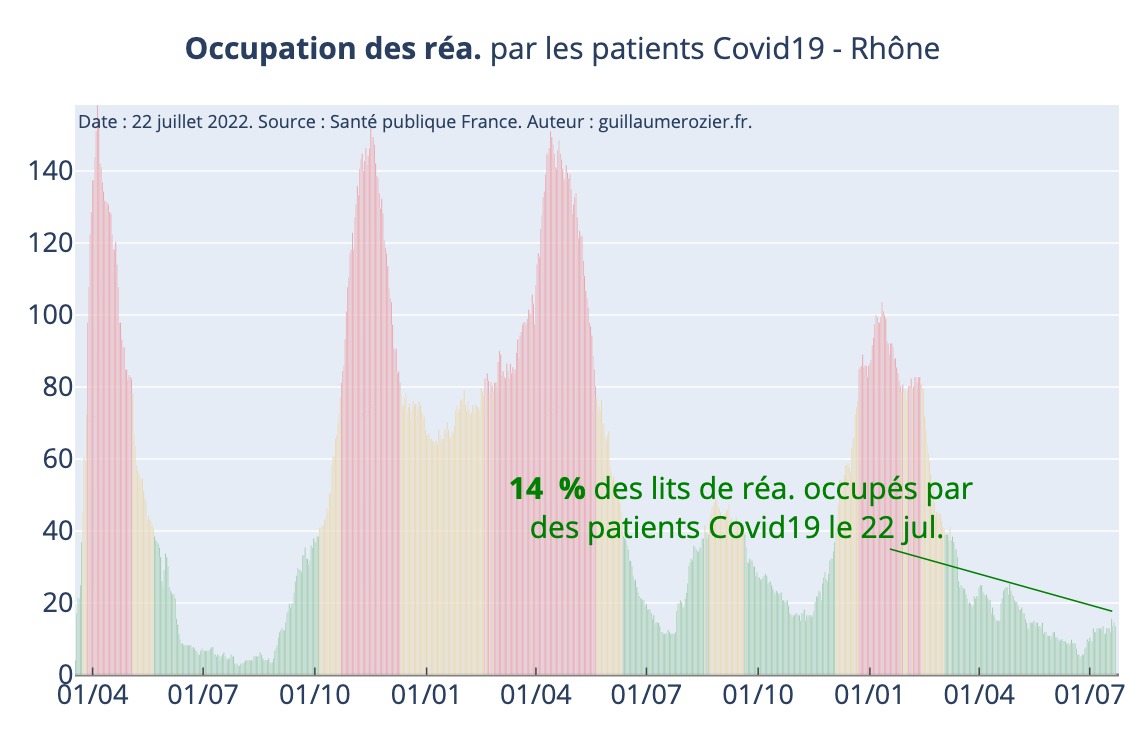 Occupation des réa. par les patients Covid19 - Rhône
Date : 22 juillet 2022. Source : Santé publique France. Auteur : guillaumerozier.fr.
140
120
100
80
60
14 % des lits de réa. occupés par
des patients Covid19 le 22 jul.
40
20
0
01/04 01/07 01/10 01/01 01/04 01/07 01/10 01/01 01/04 01/07